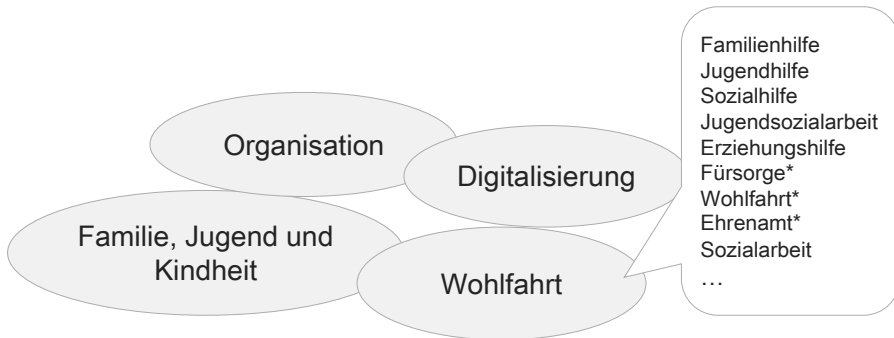 Organisation
Digitalisierung
Familie, Jugend und
Kindheit
Wohlfahrt
Familienhilfe
Jugendhilfe
Sozialhilfe
Jugendsozialarbeit
Erziehungshilfe
Fürsorge*
Wohlfahrt*
Ehrenamt*
Sozialarbeit
…